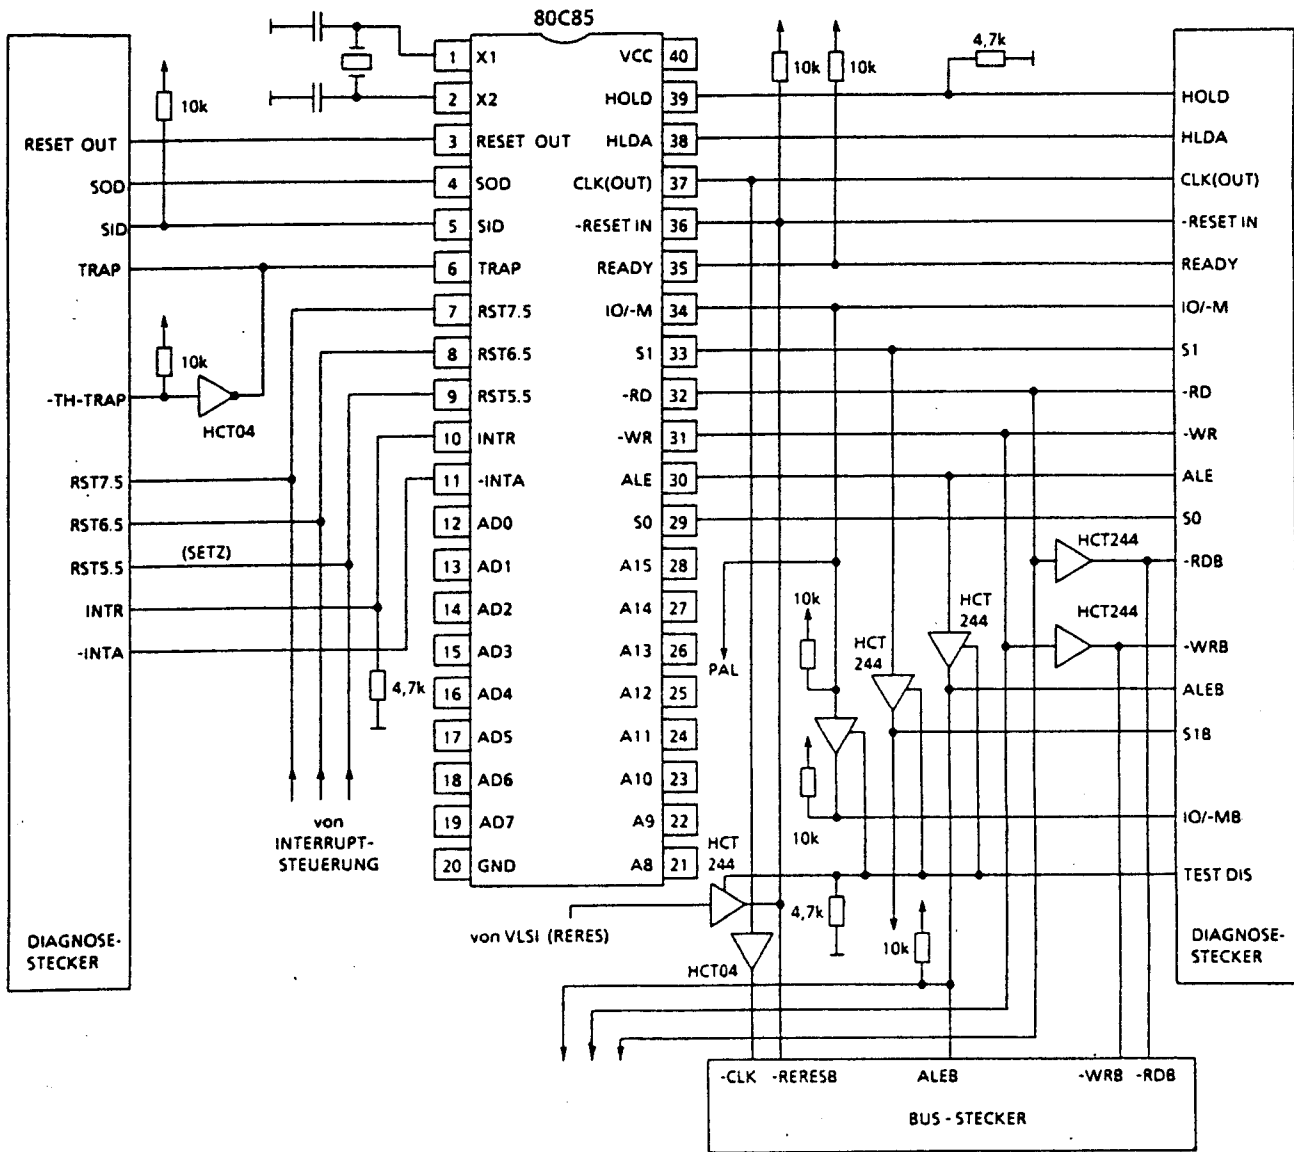 80C85
1 X1
2 X2
3 RESET OUT
4 SOD
5 SID
6 TRAP
7 RST7.5
8 RST6.5
9 RST5.5
10 INTR
11 -INTA
12 AD0
13 AD1
14 AD2
15 AD3
16 AD4
17 AD5
18 AD6
19 AD7
20 GND
VCC 40
HOLD 39
HLDA 38
CLK(OUT) 37
-RESET IN 36
READY 35
IO/-M 34
S1 33
-RD 32
-WR 31
ALE 30
S0 29
A15 28
A14 27
A13 26
A12 25
A11 24
A10 23
A9 22
A8 21
RESET OUT
SOD
SID
TRAP
-TH-TRAP
RST7.5
RST6.5
RST5.5
INTR
-INTA
DIAGNOSE-
STECKER
10k
10k
HCT04
(SETZ)
4,7k
von
INTERRUPT-
STEUERUNG
10k
10k
4,7k
HOLD
HLDA
CLK(OUT)
-RESET IN
READY
IO/-M
S1
-RD
-WR
ALE
S0
-RDB
-WRB
ALEB
S1B
IO/-MB
TEST DIS
DIAGNOSE-
STECKER
HCT244
HCT244
HCT
244
HCT
244
10k
PAL
10k
HCT
244
4,7k
10k
von VLSI (RERES)
HCT04
-CLK
-RERESB
ALEB
-WRB
-RDB
BUS - STECKER